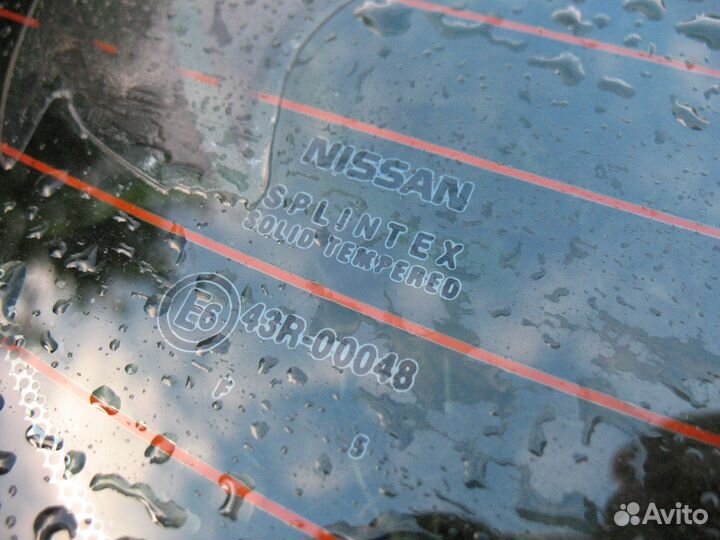 NISSAN
SPLINTEX
SOLID TEMPERED
E6 43R-00048
P
5
Avito